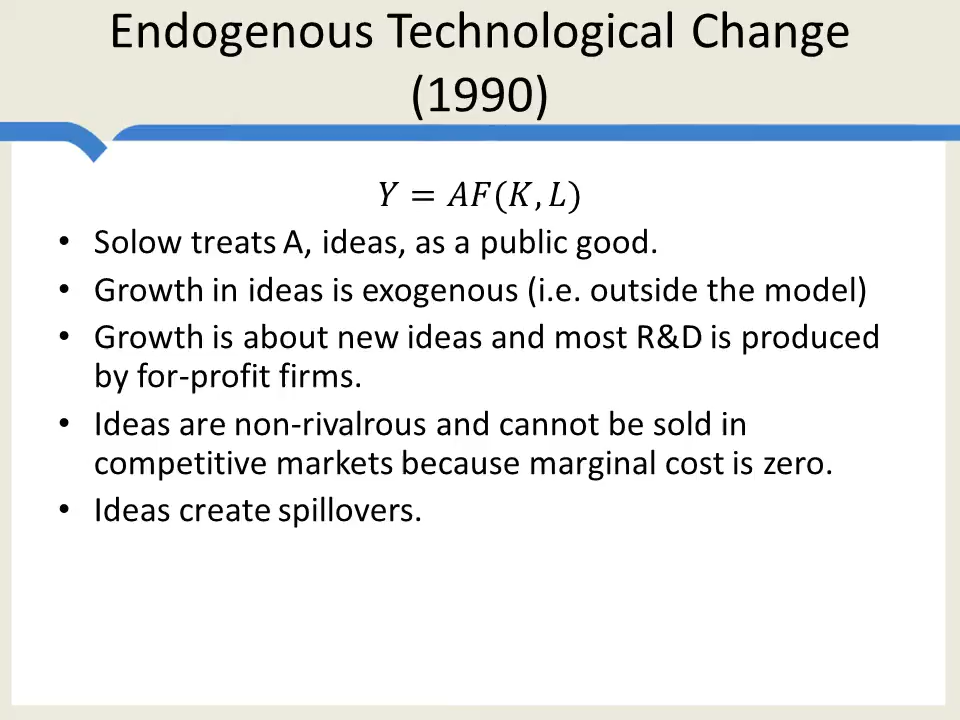 Endogenous Technological Change
(1990)
𝑌 = 𝐴𝐹(𝐾, 𝐿)
• Solow treats A, ideas, as a public good.
• Growth in ideas is exogenous (i.e. outside the model)
• Growth is about new ideas and most R&D is produced
by for-profit firms.
• Ideas are non-rivalrous and cannot be sold in
competitive markets because marginal cost is zero.
• Ideas create spillovers.